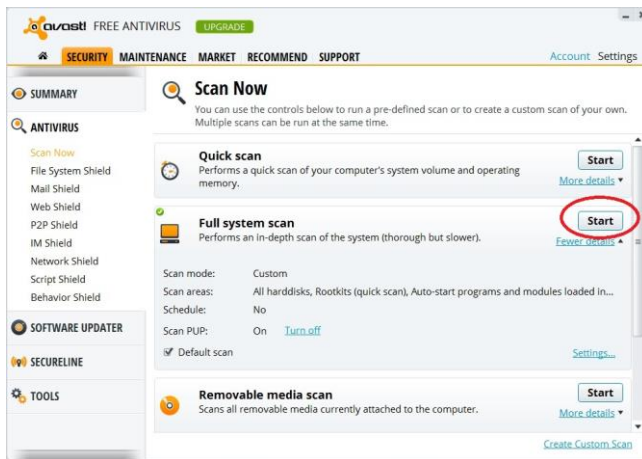 avast! FREE ANTIVIRUS UPGRADE
SECURITY MAINTENANCE MARKET RECOMMEND SUPPORT Account Settings
SUMMARY
ANTIVIRUS
Scan Now
File System Shield
Mail Shield
Web Shield
P2P Shield
IM Shield
Network Shield
Script Shield
Behavior Shield
SOFTWARE UPDATER
SECURELINE
TOOLS
Scan Now
You can use the controls below to run a pre-defined scan or to create a custom scan of your own.
Multiple scans can be run at the same time.
Quick scan
Performs a quick scan of your computer's system volume and operating
memory.
Start
More details
Full system scan
Performs an in-depth scan of the system (thorough but slower).
Start
Fewer details
Scan mode: Custom
Scan areas: All harddisks, Rootkits (quick scan), Auto-start programs and modules loaded in...
Schedule: No
Scan PUP: On Turn off
Default scan Settings...
Removable media scan
Scans all removable media currently attached to the computer.
Start
More details
Create Custom Scan